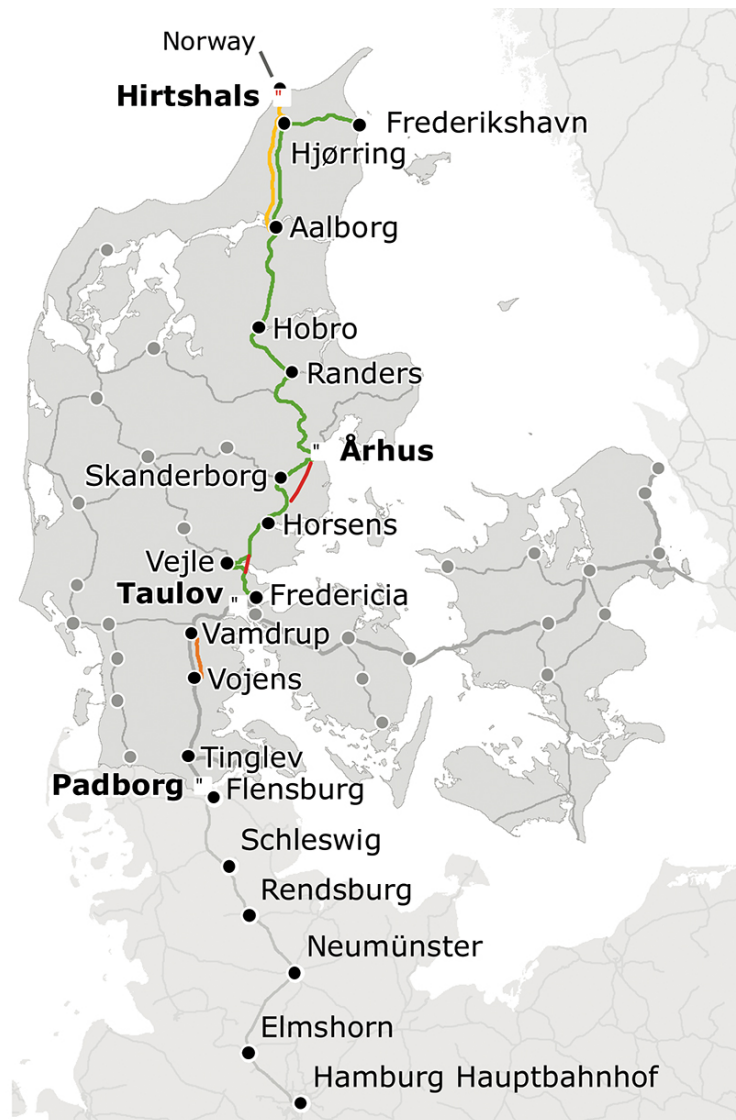 Norway
Hirtshals "
Frederikshavn
Hjørring
Aalborg
Hobro
Randers
" Århus
Skanderborg
Horsens
Vejle
Taulov "
Fredericia
Vamdrup
Vojens
Tinglev
Padborg "
Flensburg
Schleswig
Rendsburg
Neumünster
Elmshorn
Hamburg Hauptbahnhof